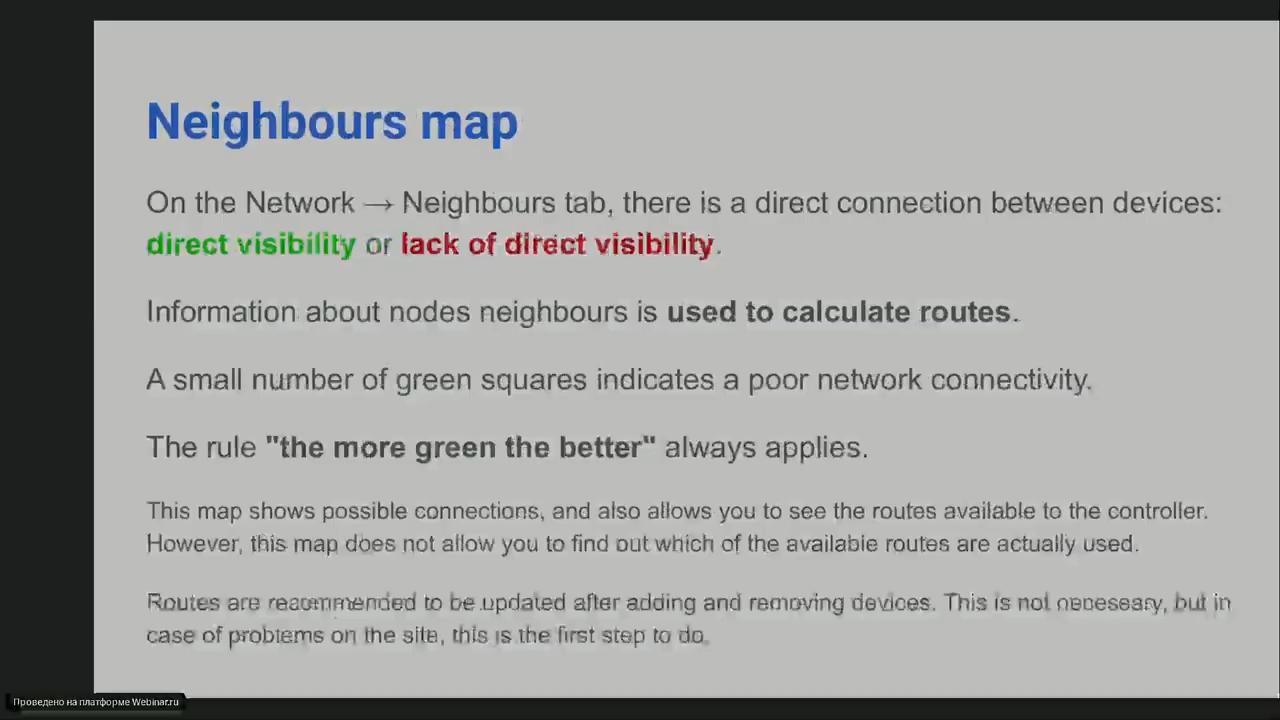 Neighbours map
On the Network → Neighbours tab, there is a direct connection between devices:
direct visibility or lack of direct visibility.
Information about nodes neighbours is used to calculate routes.
A small number of green squares indicates a poor network connectivity.
The rule "the more green the better" always applies.
This map shows possible connections, and also allows you to see the routes available to the controller.
However, this map does not allow you to find out which of the available routes are actually used.
Routes are recommended to be updated after adding and removing devices. This is not necessary, but in
case of problems on the site, this is the first step to do.
Проведено на платформе Webinar.ru